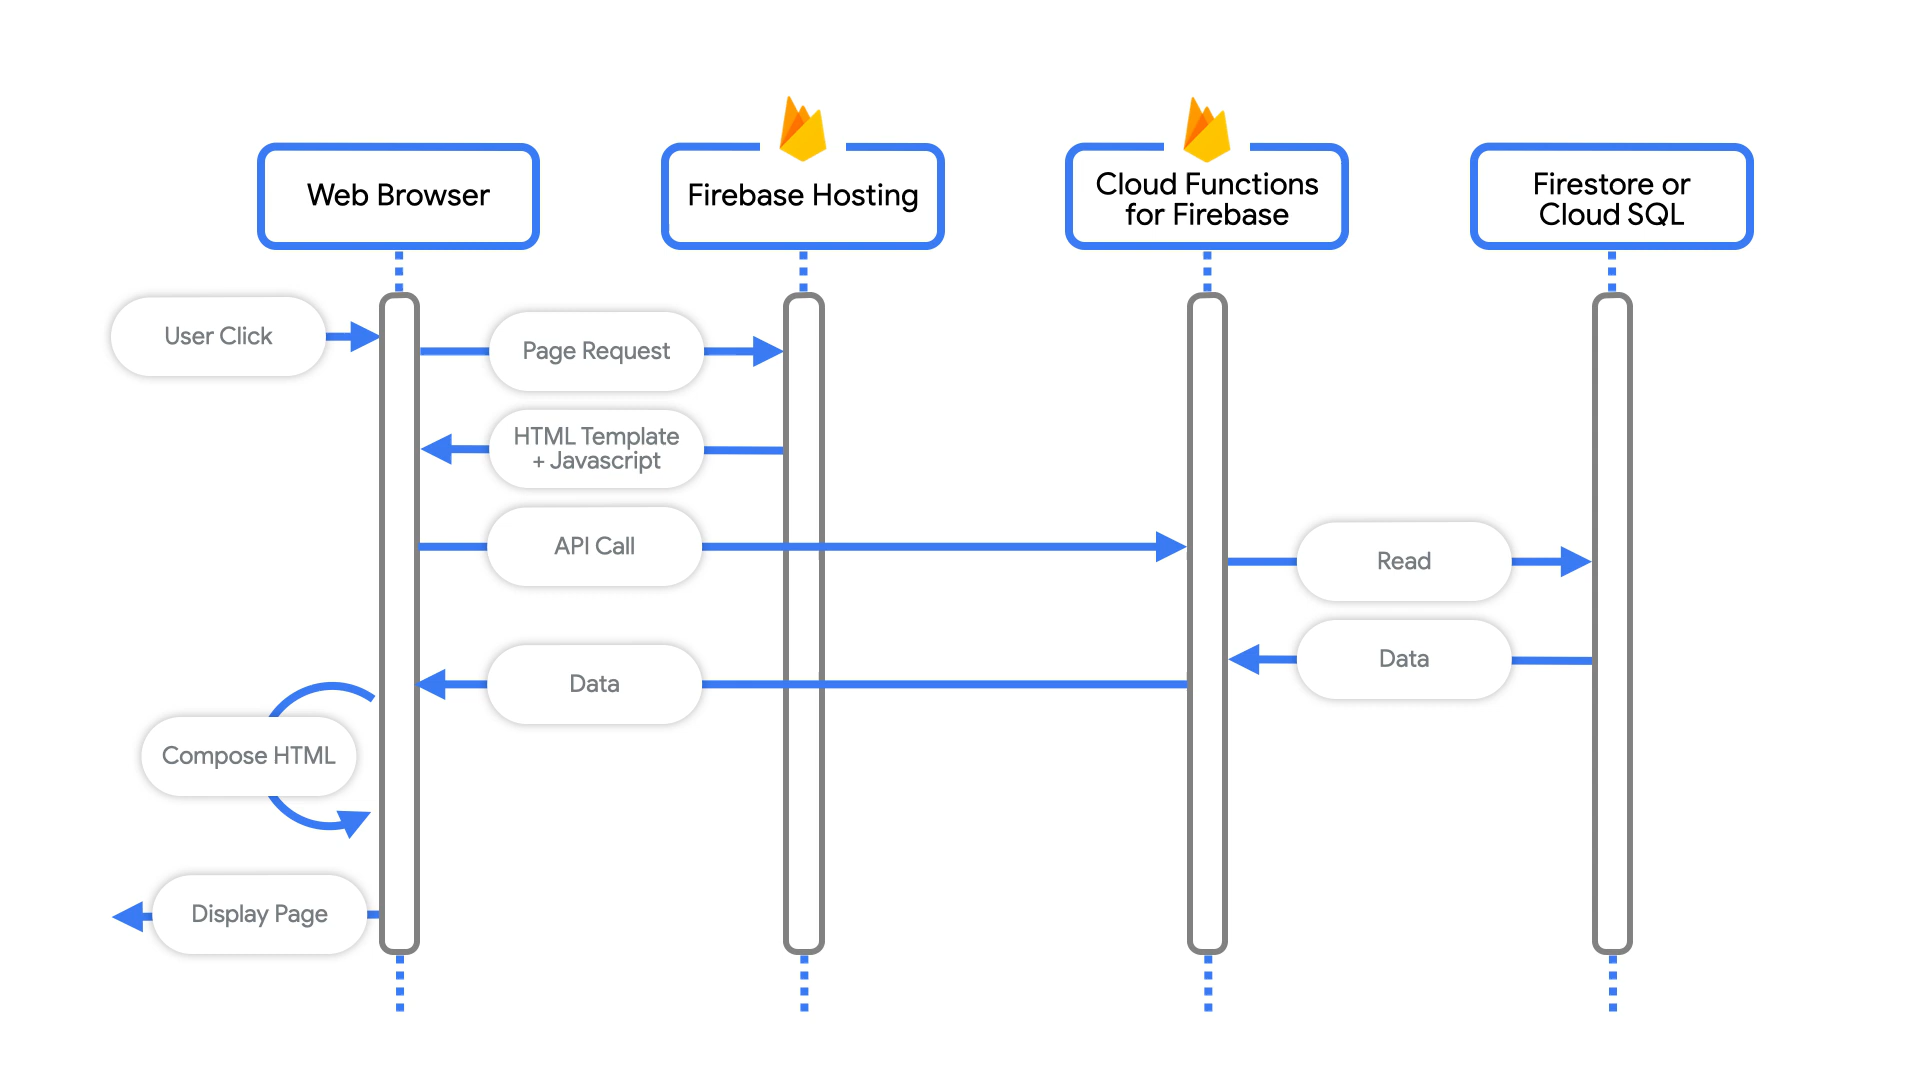 Web Browser
Firebase Hosting
Cloud Functions
for Firebase
Firestore or
Cloud SQL
User Click
Page Request
HTML Template
+ Javascript
API Call
Read
Data
Data
Compose HTML
Display Page